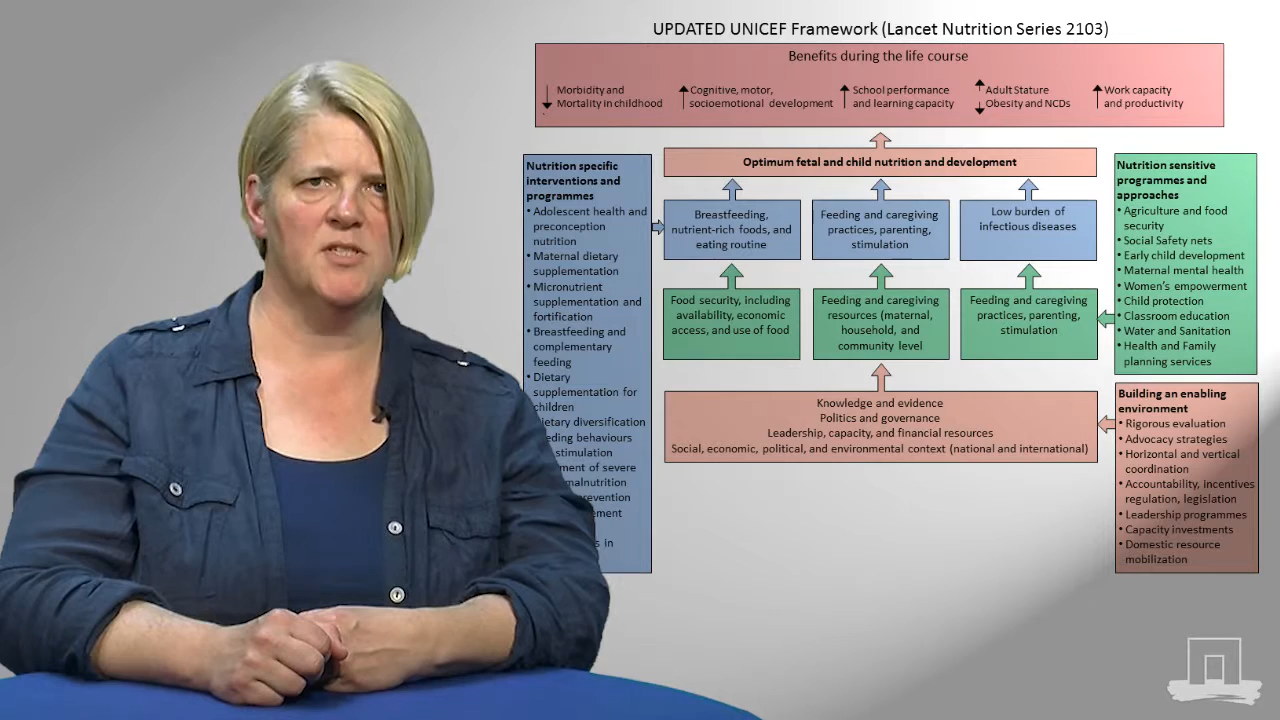 UPDATED UNICEF Framework (Lancet Nutrition Series 2103)
Benefits during the life course
Morbidity and
Mortality in childhood
Cognitive, motor,
socioemotional development
School performance
and learning capacity
Adult Stature
Obesity and NCDs
Work capacity
and productivity
Optimum fetal and child nutrition and development
Nutrition specific
interventions and
programmes
• Adolescent health and
preconception
nutrition
• Maternal dietary
supplementation
• Micronutrient
supplementation and
fortification
• Breastfeeding and
complementary
feeding
• Dietary
supplementation for
children
diversification
behaviours
stimulation
of severe
in
Breastfeeding,
nutrient-rich foods, and
eating routine
Feeding and caregiving
practices, parenting,
stimulation
Low burden of
infectious diseases
Food security, including
availability, economic
access, and use of food
Feeding and caregiving
resources (maternal,
household, and
community level
Feeding and caregiving
practices, parenting,
stimulation
Knowledge and evidence
Politics and governance
Leadership, capacity, and financial resources
Social, economic, political, and environmental context (national and international)
Nutrition sensitive
programmes and
approaches
• Agriculture and food
security
• Social Safety nets
• Early child development
• Maternal mental health
• Women's empowerment
• Child protection
• Classroom education
• Water and Sanitation
• Health and Family
planning services
Building an enabling
environment
• Rigorous evaluation
• Advocacy strategies
• Horizontal and vertical
coordination
• Accountability, incentives
regulation, legislation
• Leadership programmes
• Capacity investments
• Domestic resource
mobilization